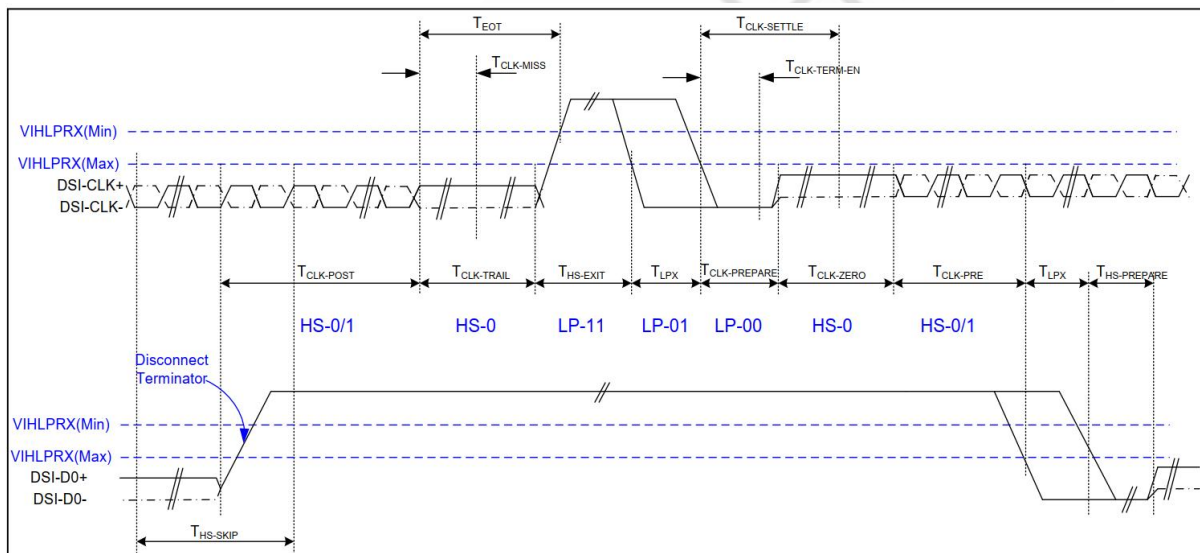 TEOT
TCLK-SETTLE
TCLK-MISS
TCLK-TERM-EN
VIHLPRX(Min)
VIHLPRX(Max)
DSI-CLK+
DSI-CLK-
TCLK-POST
TCLK-TRAIL
THS-EXIT
TLPX
TCLK-PREPARE
TCLK-ZERO
TCLK-PRE
TLPX
THS-PREPARE
HS-0/1
HS-0
LP-11
LP-01
LP-00
HS-0
HS-0/1
Disconnect
Terminator
VIHLPRX(Min)
VIHLPRX(Max)
DSI-D0+
DSI-D0-
THS-SKIP